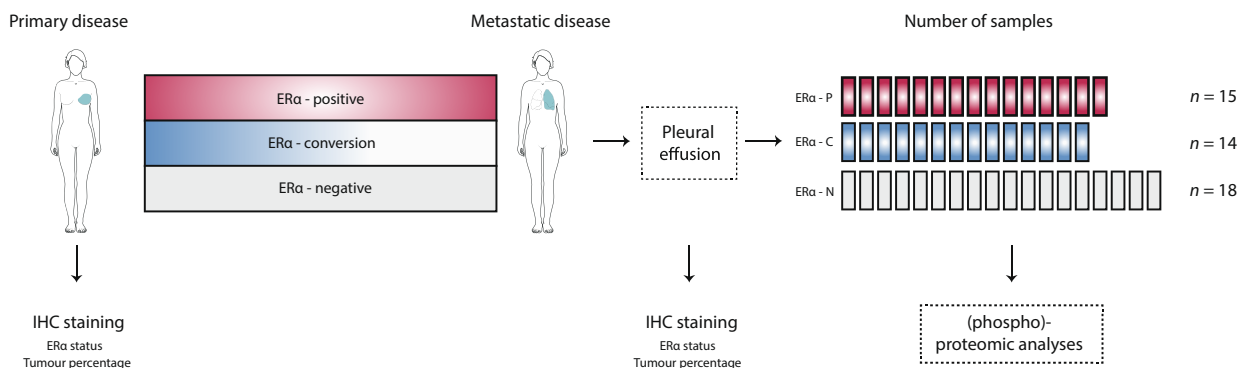 Primary disease
Metastatic disease
Number of samples
ERα - positive
ERα - conversion
ERα - negative
Pleural
effusion
ERα - P
n = 15
ERα - C
n = 14
ERα - N
n = 18
IHC staining
ERα status
Tumour percentage
IHC staining
ERα status
Tumour percentage
(phospho)-
proteomic analyses